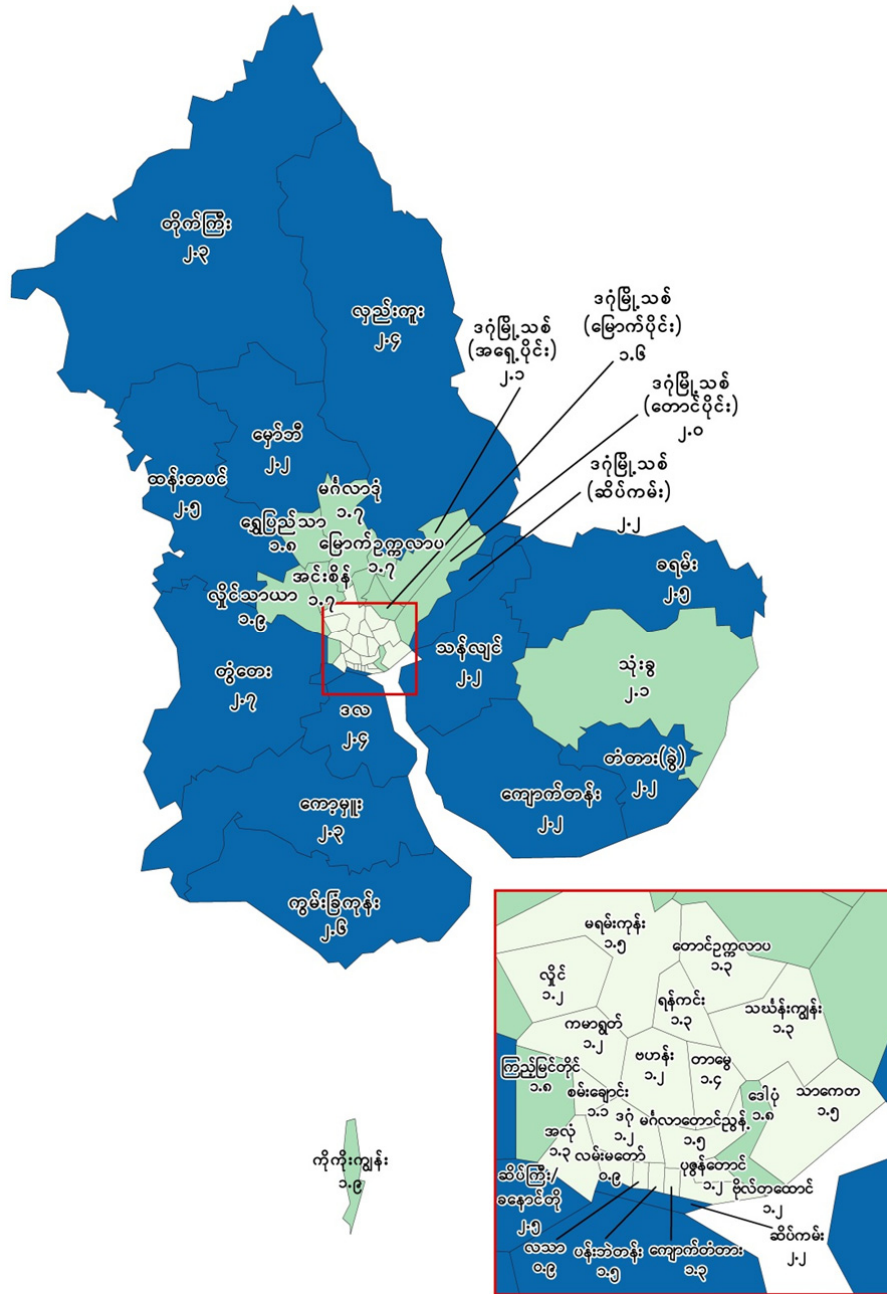 တိုက်ကြီး
၂.၃
လှည်းကူး
၂.၄
ဒဂုံမြို့သစ်
(အရှေ့ပိုင်း)
၂.၁
ဒဂုံမြို့သစ်
(မြောက်ပိုင်း)
၁.၆
ဒဂုံမြို့သစ်
(တောင်ပိုင်း)
၂.၀
ဒဂုံမြို့သစ်
(ဆိပ်ကမ်း)
၂.၂
မှော်ဘီ
၂.၂
ထန်းတပင်
၂.၅
မင်္ဂလာဒုံ
၁.၇
ရွှေပြည်သာ
၁.၈
မြောက်ဥက္ကလာပ
၁.၇
အင်းစိန်
၁.၇
လှိုင်သာယာ
၁.၉
ခရမ်း
၂.၅
သန်လျင်
၂.၂
သုံးခွ
၂.၁
တွံတေး
၂.၇
ဒလ
၂.၄
တံတား(ခွဲ)
၂.၂
ကျောက်တန်း
၂.၂
ကော့မှူး
၂.၃
ကွမ်းခြံကုန်း
၂.၆
ကိုကိုးကျွန်း
၁.၉
မရမ်းကုန်း
၁.၅
တောင်ဥက္ကလာပ
၁.၃
လှိုင်
၁.၂
ရန်ကင်း
၁.၃
သင်္ဃန်းကျွန်း
၁.၃
ကမာရွတ်
၁.၂
ဗဟန်း
၁.၂
တာမွေ
၁.၄
ကြည့်မြင်တိုင်
၁.၈
စမ်းချောင်း
၁.၁
ဒေါပုံ
၁.၈
သာကေတ
၁.၅
ဒဂုံ
၁.၂
မင်္ဂလာတောင်ညွန့်
၁.၅
အလုံ
၁.၃
လမ်းမတော်
၀.၉
ပုဇွန်တောင်
၁.၂
ဗိုလ်တထောင်
၁.၂
ဆိပ်ကြီး/
ခနောင်တို
၂.၅
လသာ
၀.၉
ပန်းဘဲတန်း
၁.၅
ကျောက်တံတား
၁.၃
ဆိပ်ကမ်း
၂.၂